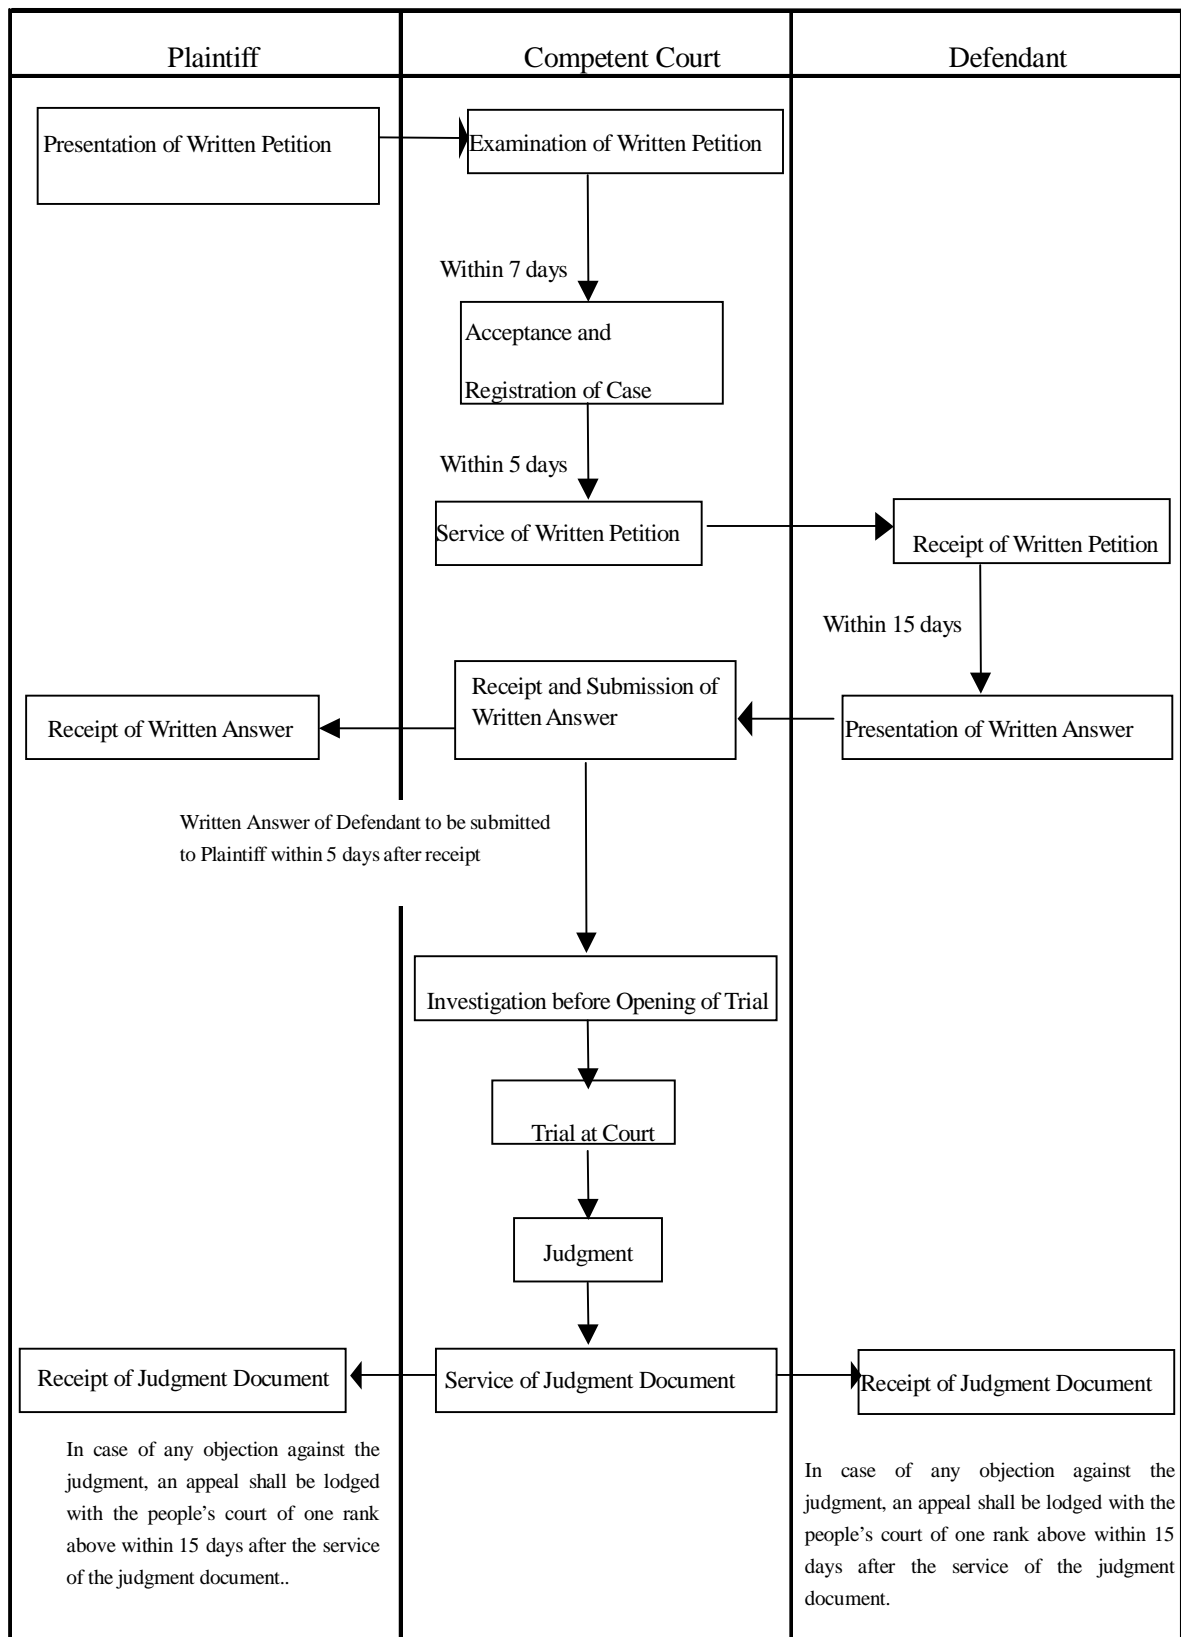 Plaintiff
Competent Court
Defendant
Presentation of Written Petition
Examination of Written Petition
Within 7 days
Acceptance and
Registration of Case
Within 5 days
Service of Written Petition
Receipt of Written Petition
Within 15 days
Receipt and Submission of
Written Answer
Receipt of Written Answer
Presentation of Written Answer
Written Answer of Defendant to be submitted
to Plaintiff within 5 days after receipt
Investigation before Opening of Trial
Trial at Court
Judgment
Receipt of Judgment Document
Service of Judgment Document
Receipt of Judgment Document
In case of any objection against the
judgment, an appeal shall be lodged
with the people's court of one rank
above within 15 days after the service
of the judgment document..
In case of any objection against the
judgment, an appeal shall be lodged with the
people's court of one rank above within 15
days after the service of the judgment
document.